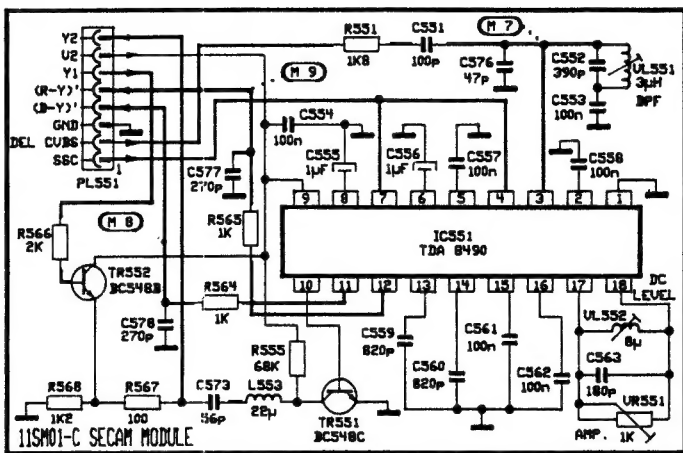 Y2
V2
Y1
(R-Y)'
(B-Y)'
GND
DEL CVBS
SSC
1
PL551
M 9
M 7
M 8
R551
1K8
C551
100p
C576
47p
C552
390p
VL551
3µH
BPF
C553
100n
C554
100n
C555
1µF
C556
1µF
C557
100n
C558
100n
C577
270p
R565
1K
R566
2K
TR552
BC548B
9 8 7 6 5 4 3 2 1
IC551
TDA 8490
10 11 12 13 14 15 16 17 18
R564
1K
C578
270p
R555
68K
C559
820p
C560
820p
C561
100n
C562
100n
DC
LEVEL
VL552
8µ
C563
180p
VR551
1K
AMP.
R568
1K2
R567
100
C573
56p
L553
22µ
TR551
BC548C
11SM01-C SECAM MODULE